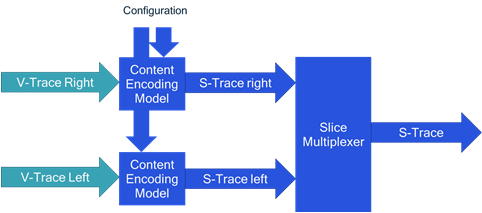 Configuration
V-Trace Right
Content
Encoding
Model
S-Trace right
Slice
Multiplexer
S-Trace
V-Trace Left
Content
Encoding
Model
S-Trace left